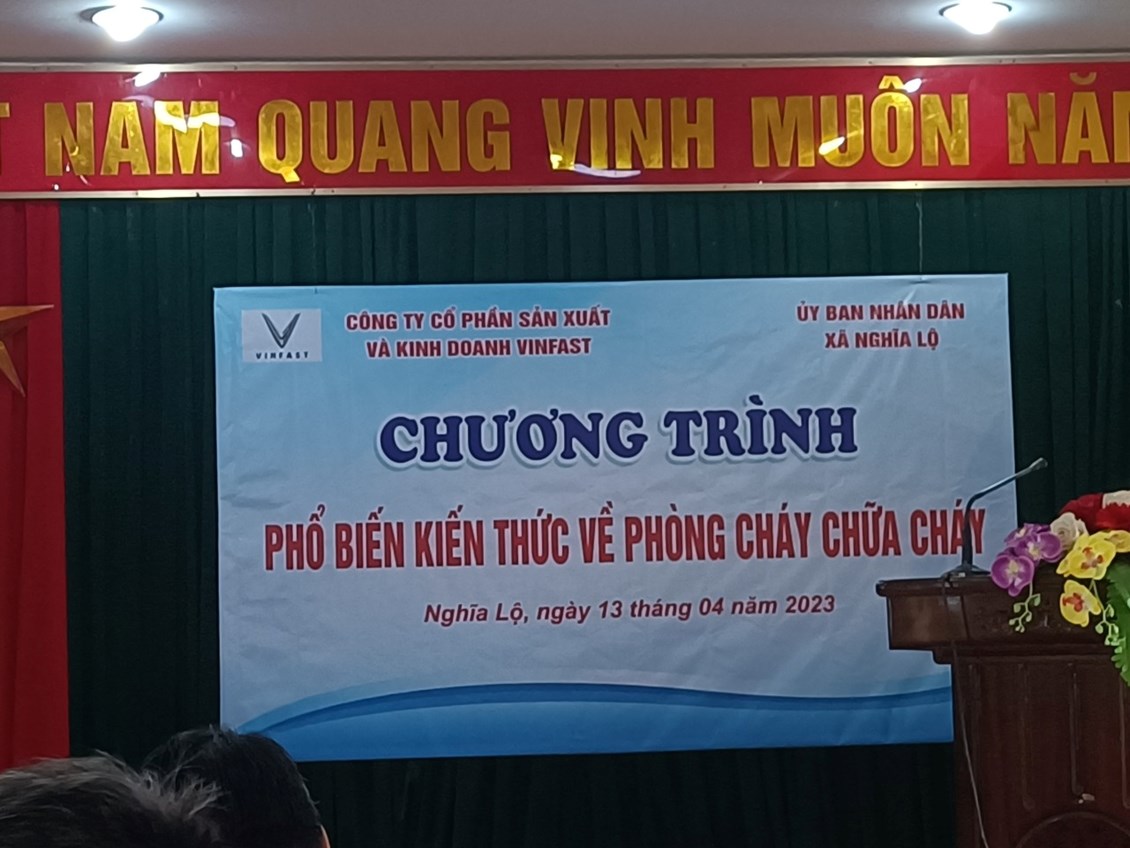 NAM QUANG VINH MUÔN NĂ
VINFAST
CÔNG TY CỔ PHẦN SẢN XUẤT
VÀ KINH DOANH VINFAST
ỦY BAN NHÂN DÂN
XÃ NGHĨA LỘ
CHƯƠNG TRÌNH
PHỔ BIẾN KIẾN THỨC VỀ PHÒNG CHÁY CHỮA CHÁY
Nghĩa Lộ, ngày 13 tháng 04 năm 2023